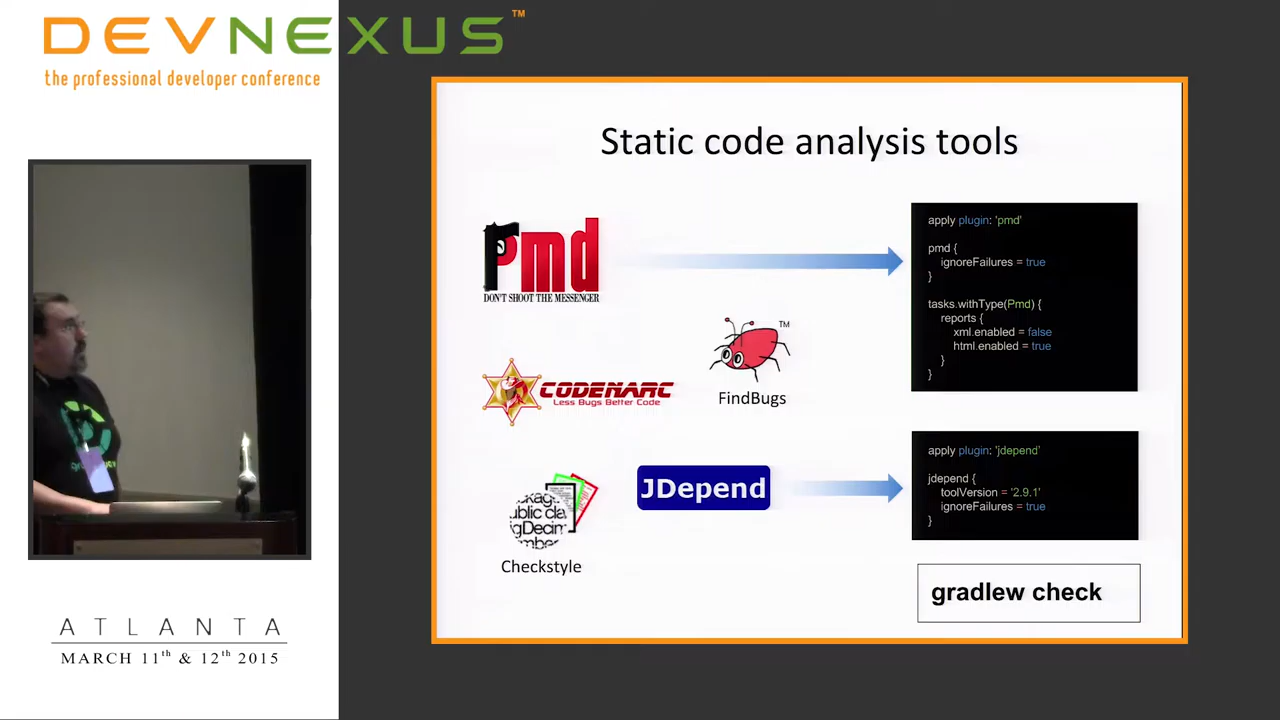 DEVNEXUS™
the professional developer conference
Static code analysis tools
Pmd
DON'T SHOOT THE MESSENGER
apply plugin: 'pmd'
pmd {
ignoreFailures = true
}
tasks.withType(Pmd) {
reports {
xml.enabled = false
html.enabled = true
}
}
TM
FindBugs
CODENARC
Less Bugs Better Code
JDepend
apply plugin: 'jdepend'
jdepend {
toolVersion = '2.9.1'
ignoreFailures = true
}
Checkstyle
gradlew check
ATLANTA
MARCH 11th & 12th 2015